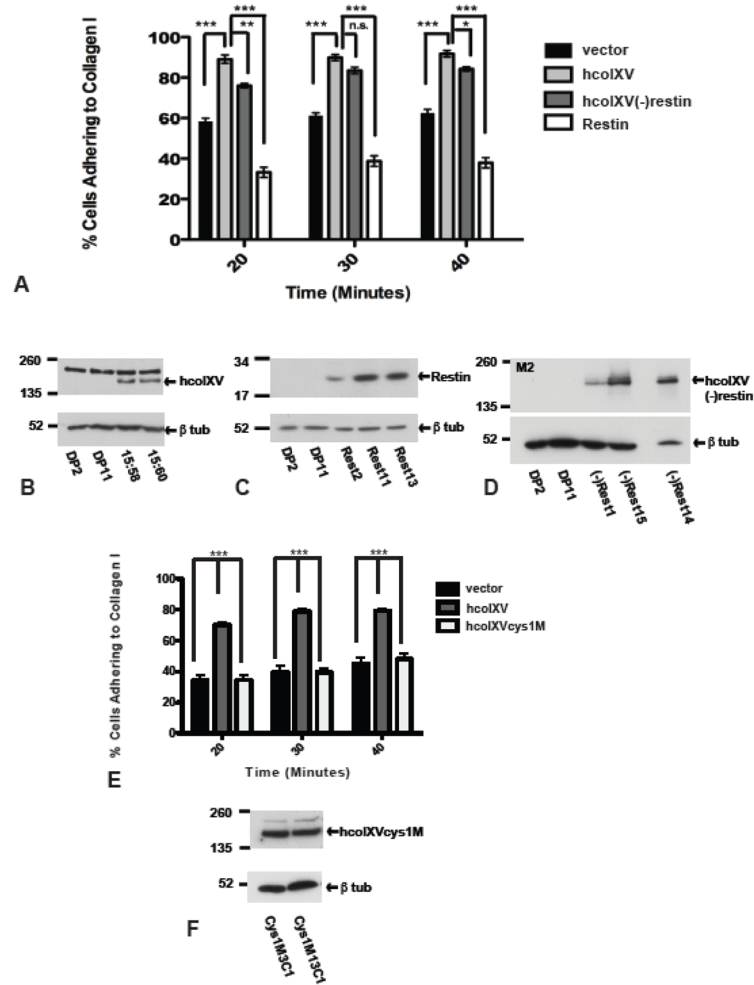 *** *** ***
*** ** *** n.s. *** *
100
80
60
40
20
0
% Cells Adhering to Collagen I
20 30 40
Time (Minutes)
vector
hcolXV
hcolXV(-)restin
Restin
A
260
135
52
hcolXV
β tub
DP2 DP11 15:58 15:60
B
34
17
52
Restin
β tub
DP2 DP11 Rest2 Rest11 Rest13
C
M2
260
135
52
hcolXV
(-)restin
β tub
DP2 DP11 (-)Rest1 (-)Rest15 (-)Rest14
D
*** *** ***
100
80
60
40
20
0
% Cells Adhering to Collagen I
20 30 40
Time (Minutes)
vector
hcolXV
hcolXVcys1M
E
260
135
52
hcolXVcys1M
β tub
Cys1M3C1 Cys1M13C1
F